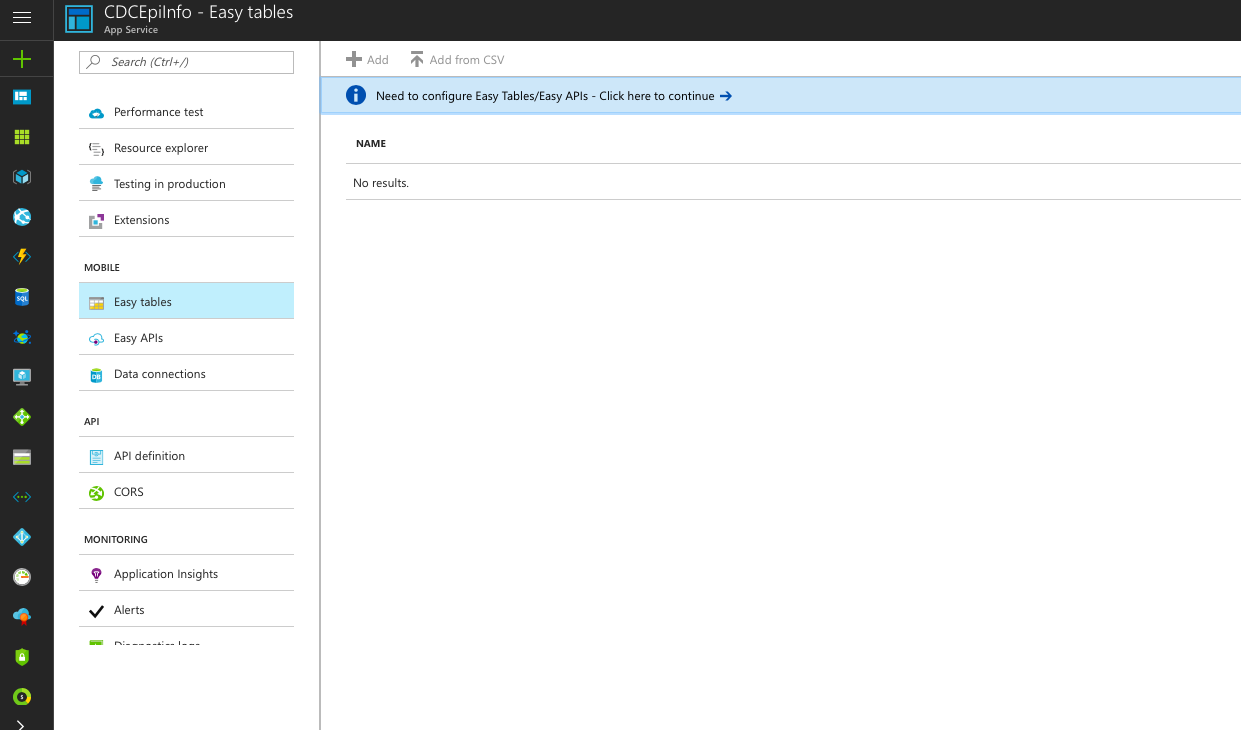 CDCEpiInfo - Easy tables
App Service
Search (Ctrl+/)
Performance test
Resource explorer
Testing in production
Extensions
MOBILE
Easy tables
Easy APIs
Data connections
API
API definition
CORS
MONITORING
Application Insights
Alerts
Diagnostics logs
Add
Add from CSV
Need to configure Easy Tables/Easy APIs - Click here to continue
NAME
No results.